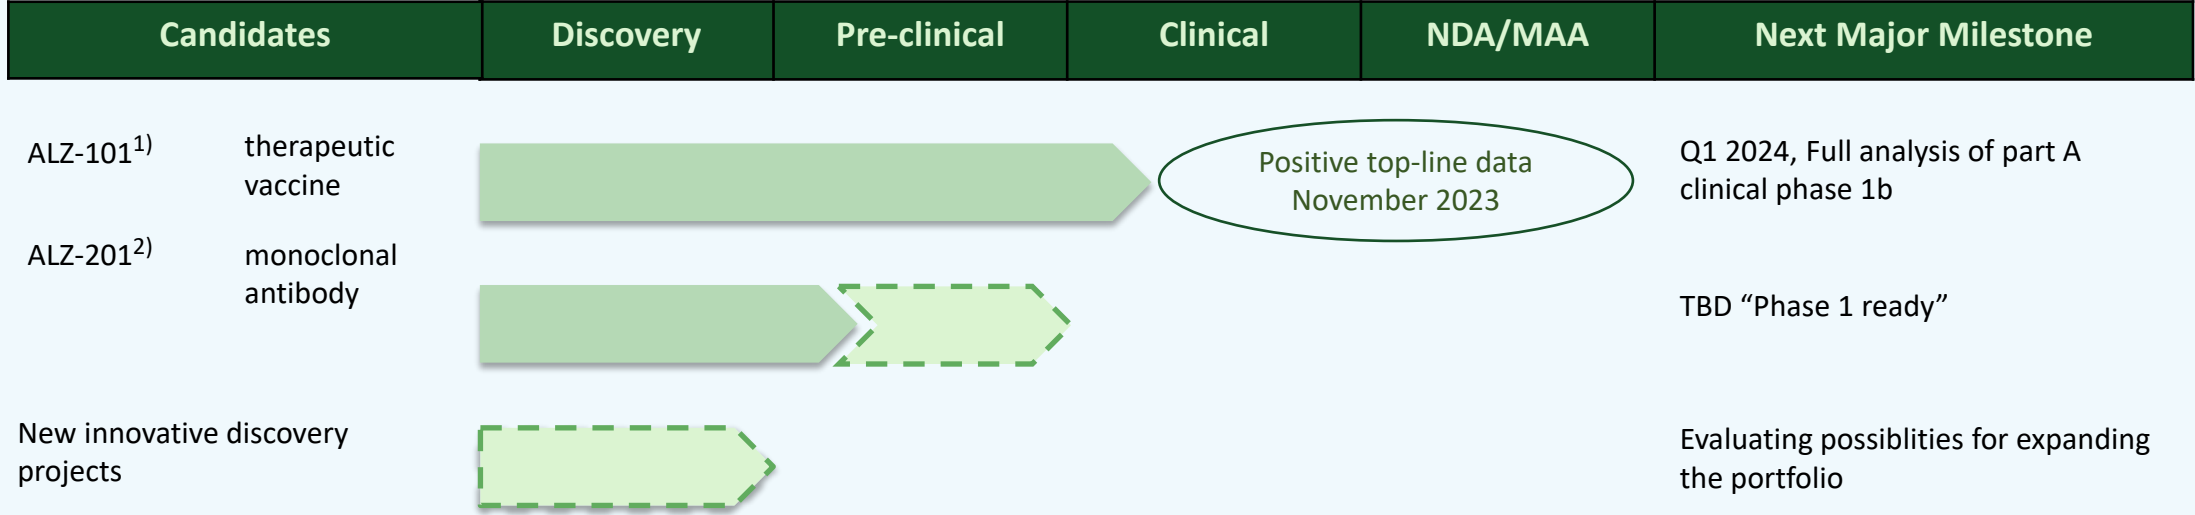 Candidates Discovery Pre-clinical Clinical NDA/MAA Next Major Milestone
ALZ-101¹⁾ therapeutic
vaccine
Positive top-line data
November 2023
Q1 2024, Full analysis of part A
clinical phase 1b
ALZ-201²⁾ monoclonal
antibody
TBD “Phase 1 ready”
New innovative discovery
projects
Evaluating possiblities for expanding
the portfolio